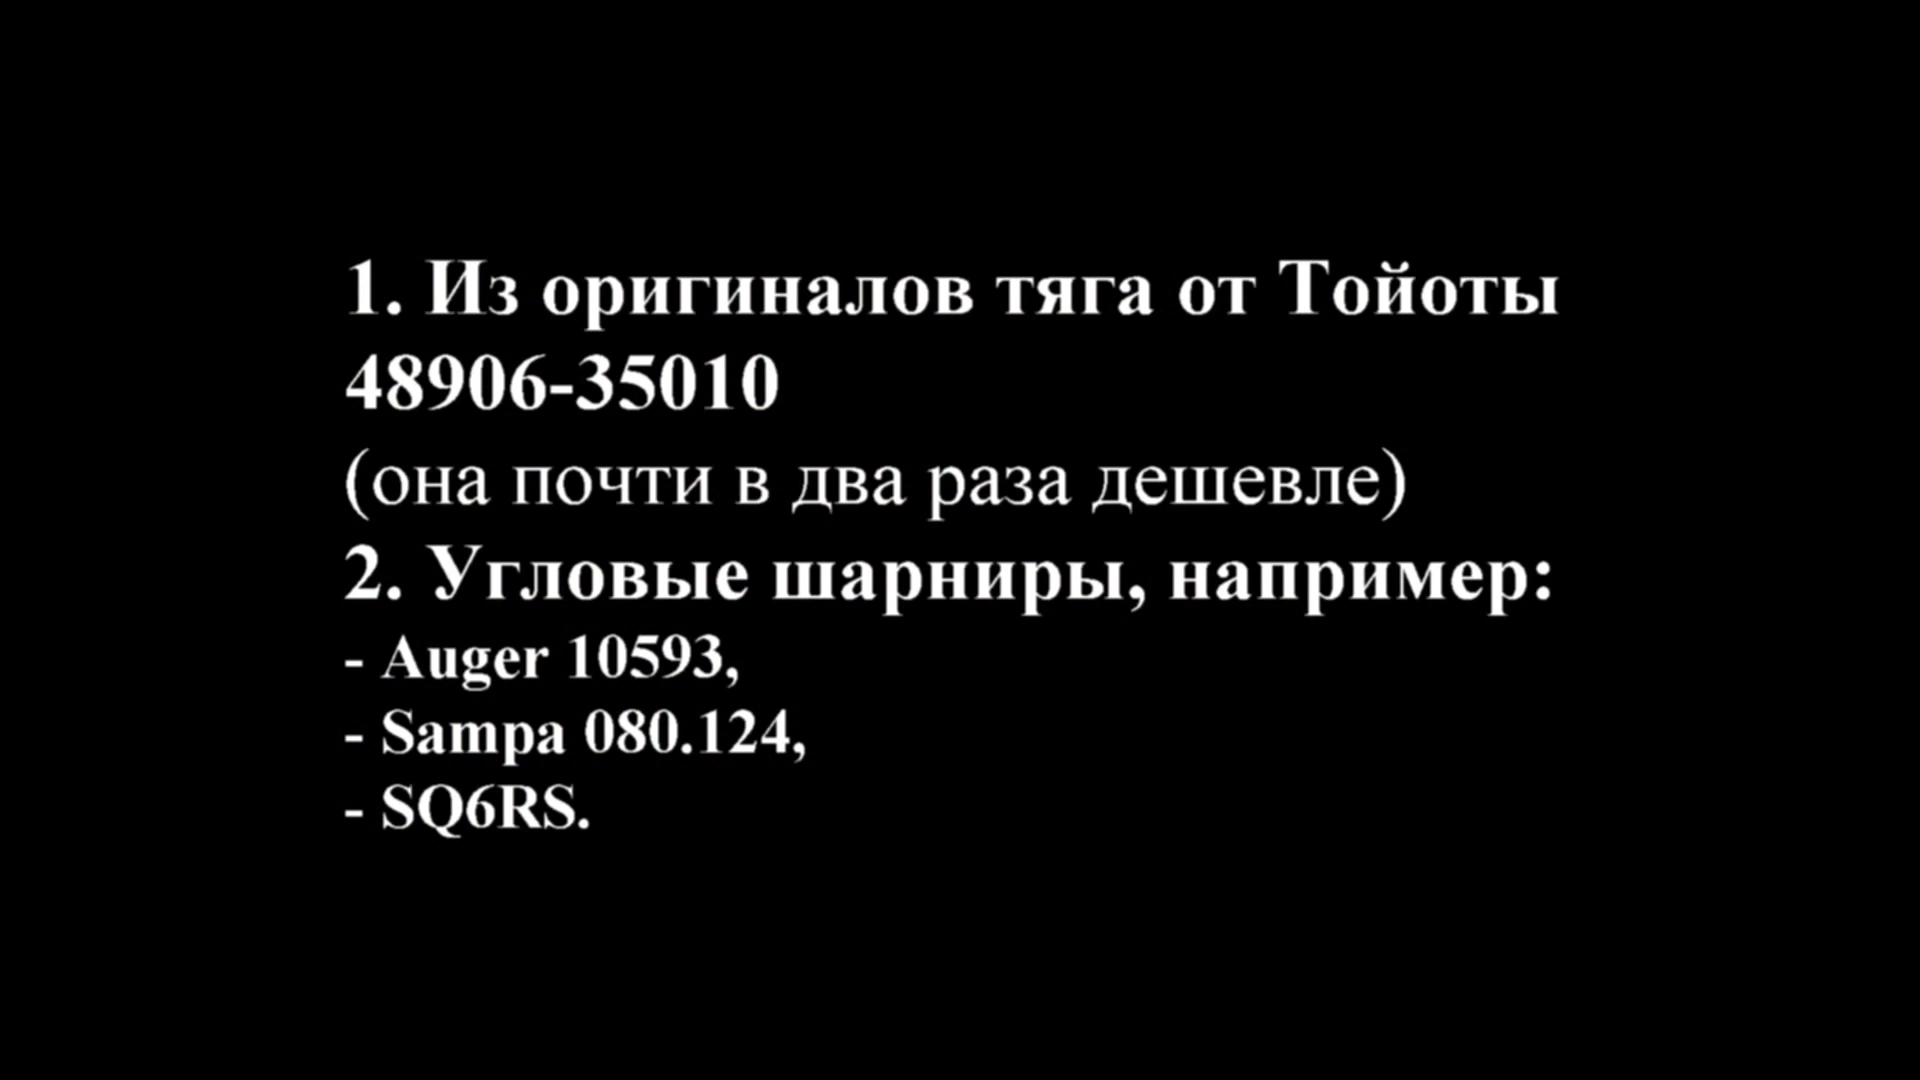 1. Из оригиналов тяга от Тойоты
48906-35010
(она почти в два раза дешевле)
2. Угловые шарниры, например:
- Auger 10593,
- Sampa 080.124,
- SQ6RS.